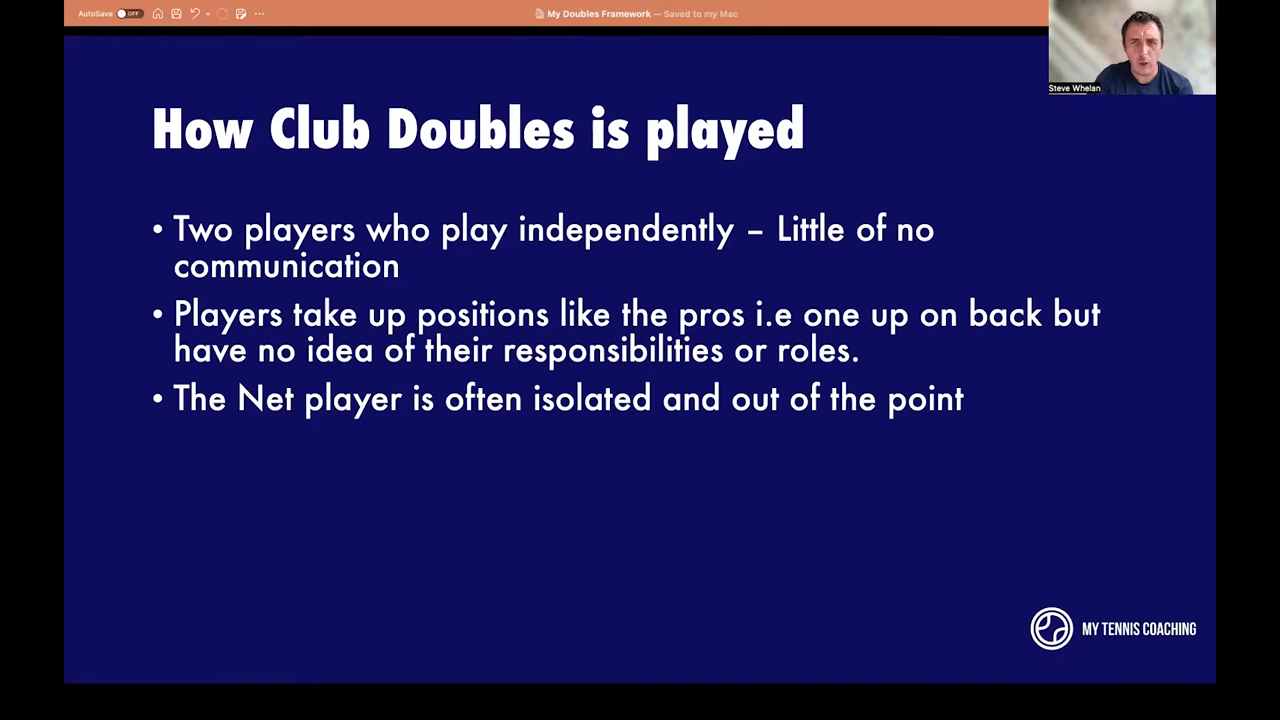 AutoSave OFF
My Doubles Framework — Saved to my Mac
Steve Whelan
How Club Doubles is played
• Two players who play independently – Little of no
communication
• Players take up positions like the pros i.e one up on back but
have no idea of their responsibilities or roles.
• The Net player is often isolated and out of the point
MY TENNIS COACHING